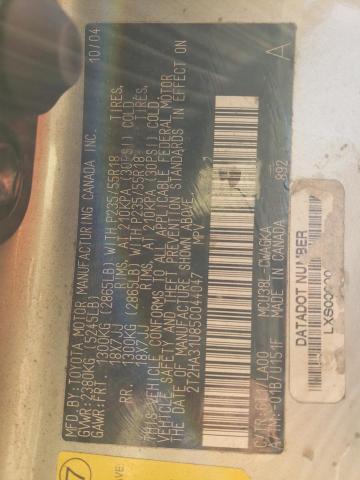 MFD. BY: TOYOTA MOTOR MANUFACTURING CANADA INC. 10/04
GVWR: 2380KG (5245LB)
GAWR: FRT. 1300KG (2865LB) WITH P235/55R18 TIRES,
18X7JJ RIMS, AT 210KPA (30PSI) COLD
RR. 1300KG (2865LB) WITH P235/55R18 TIRES,
18X7JJ RIMS, AT 210KPA (30PSI) COLD
THIS VEHICLE CONFORMS TO ALL APPLICABLE FEDERAL MOTOR
VEHICLE SAFETY AND THEFT PREVENTION STANDARDS IN EFFECT ON
THE DATE OF MANUFACTURE SHOWN ABOVE.
2T2HA31U85C044047 MPV A
892
C/TR: 6T7/LA00 MCU38L-CWAGKA
A/TM: -01B/U151F MADE IN CANADA
DATADOT NUMBER